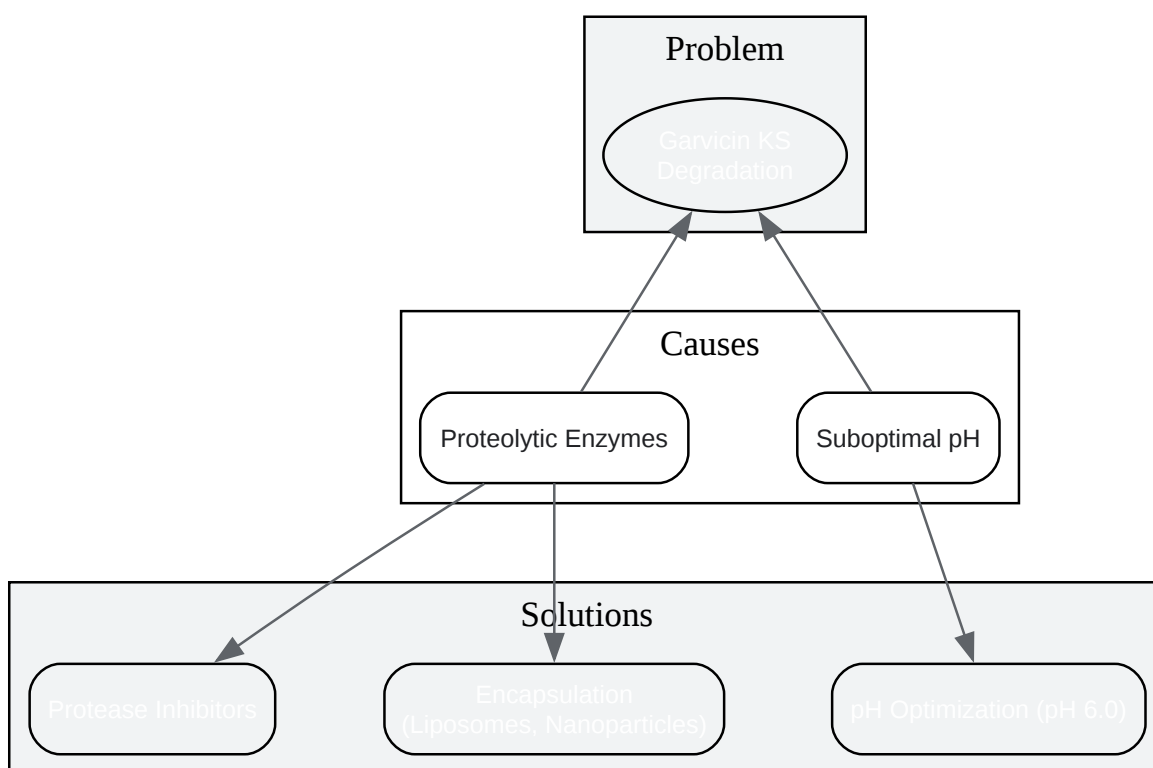 Problem
Garvicin KS
Degradation
Causes
Proteolytic Enzymes
Suboptimal pH
Solutions
Protease Inhibitors
Encapsulation
(Liposomes, Nanoparticles)
pH Optimization (pH 6.0)